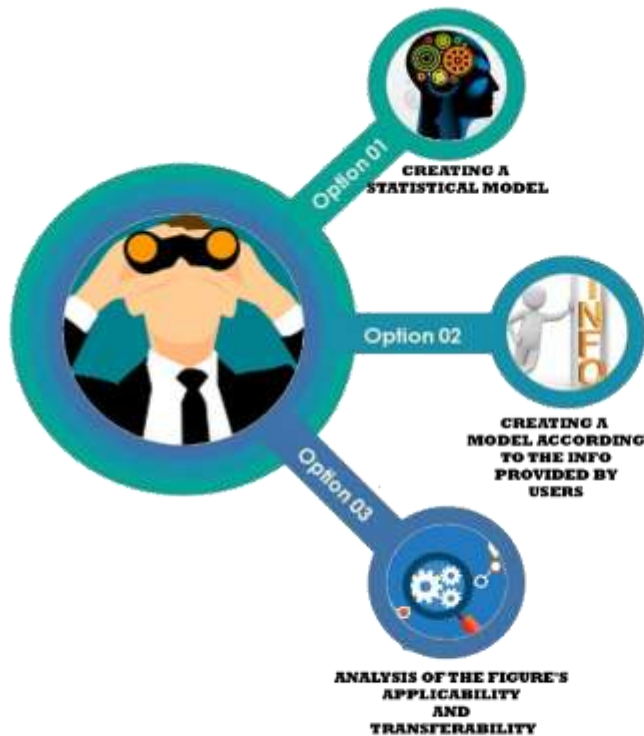 Option 01
CREATING A
STATISTICAL MODEL
Option 02
INFO
CREATING A
MODEL ACCORDING
TO THE INFO
PROVIDED BY
USERS
Option 03
ANALYSIS OF THE FIGURE'S
APPLICABILITY
AND
TRANSFERABILITY